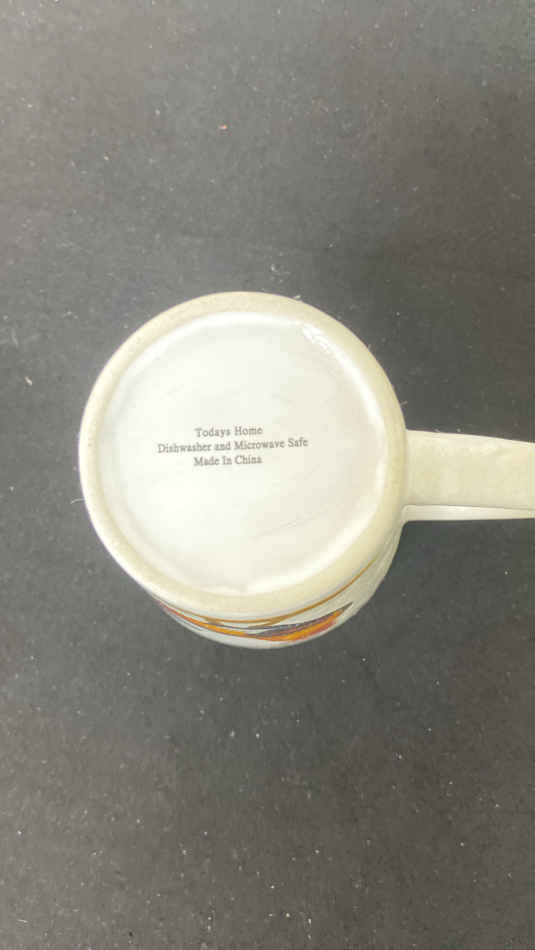 Todays Home
Dishwasher and Microwave Safe
Made In China